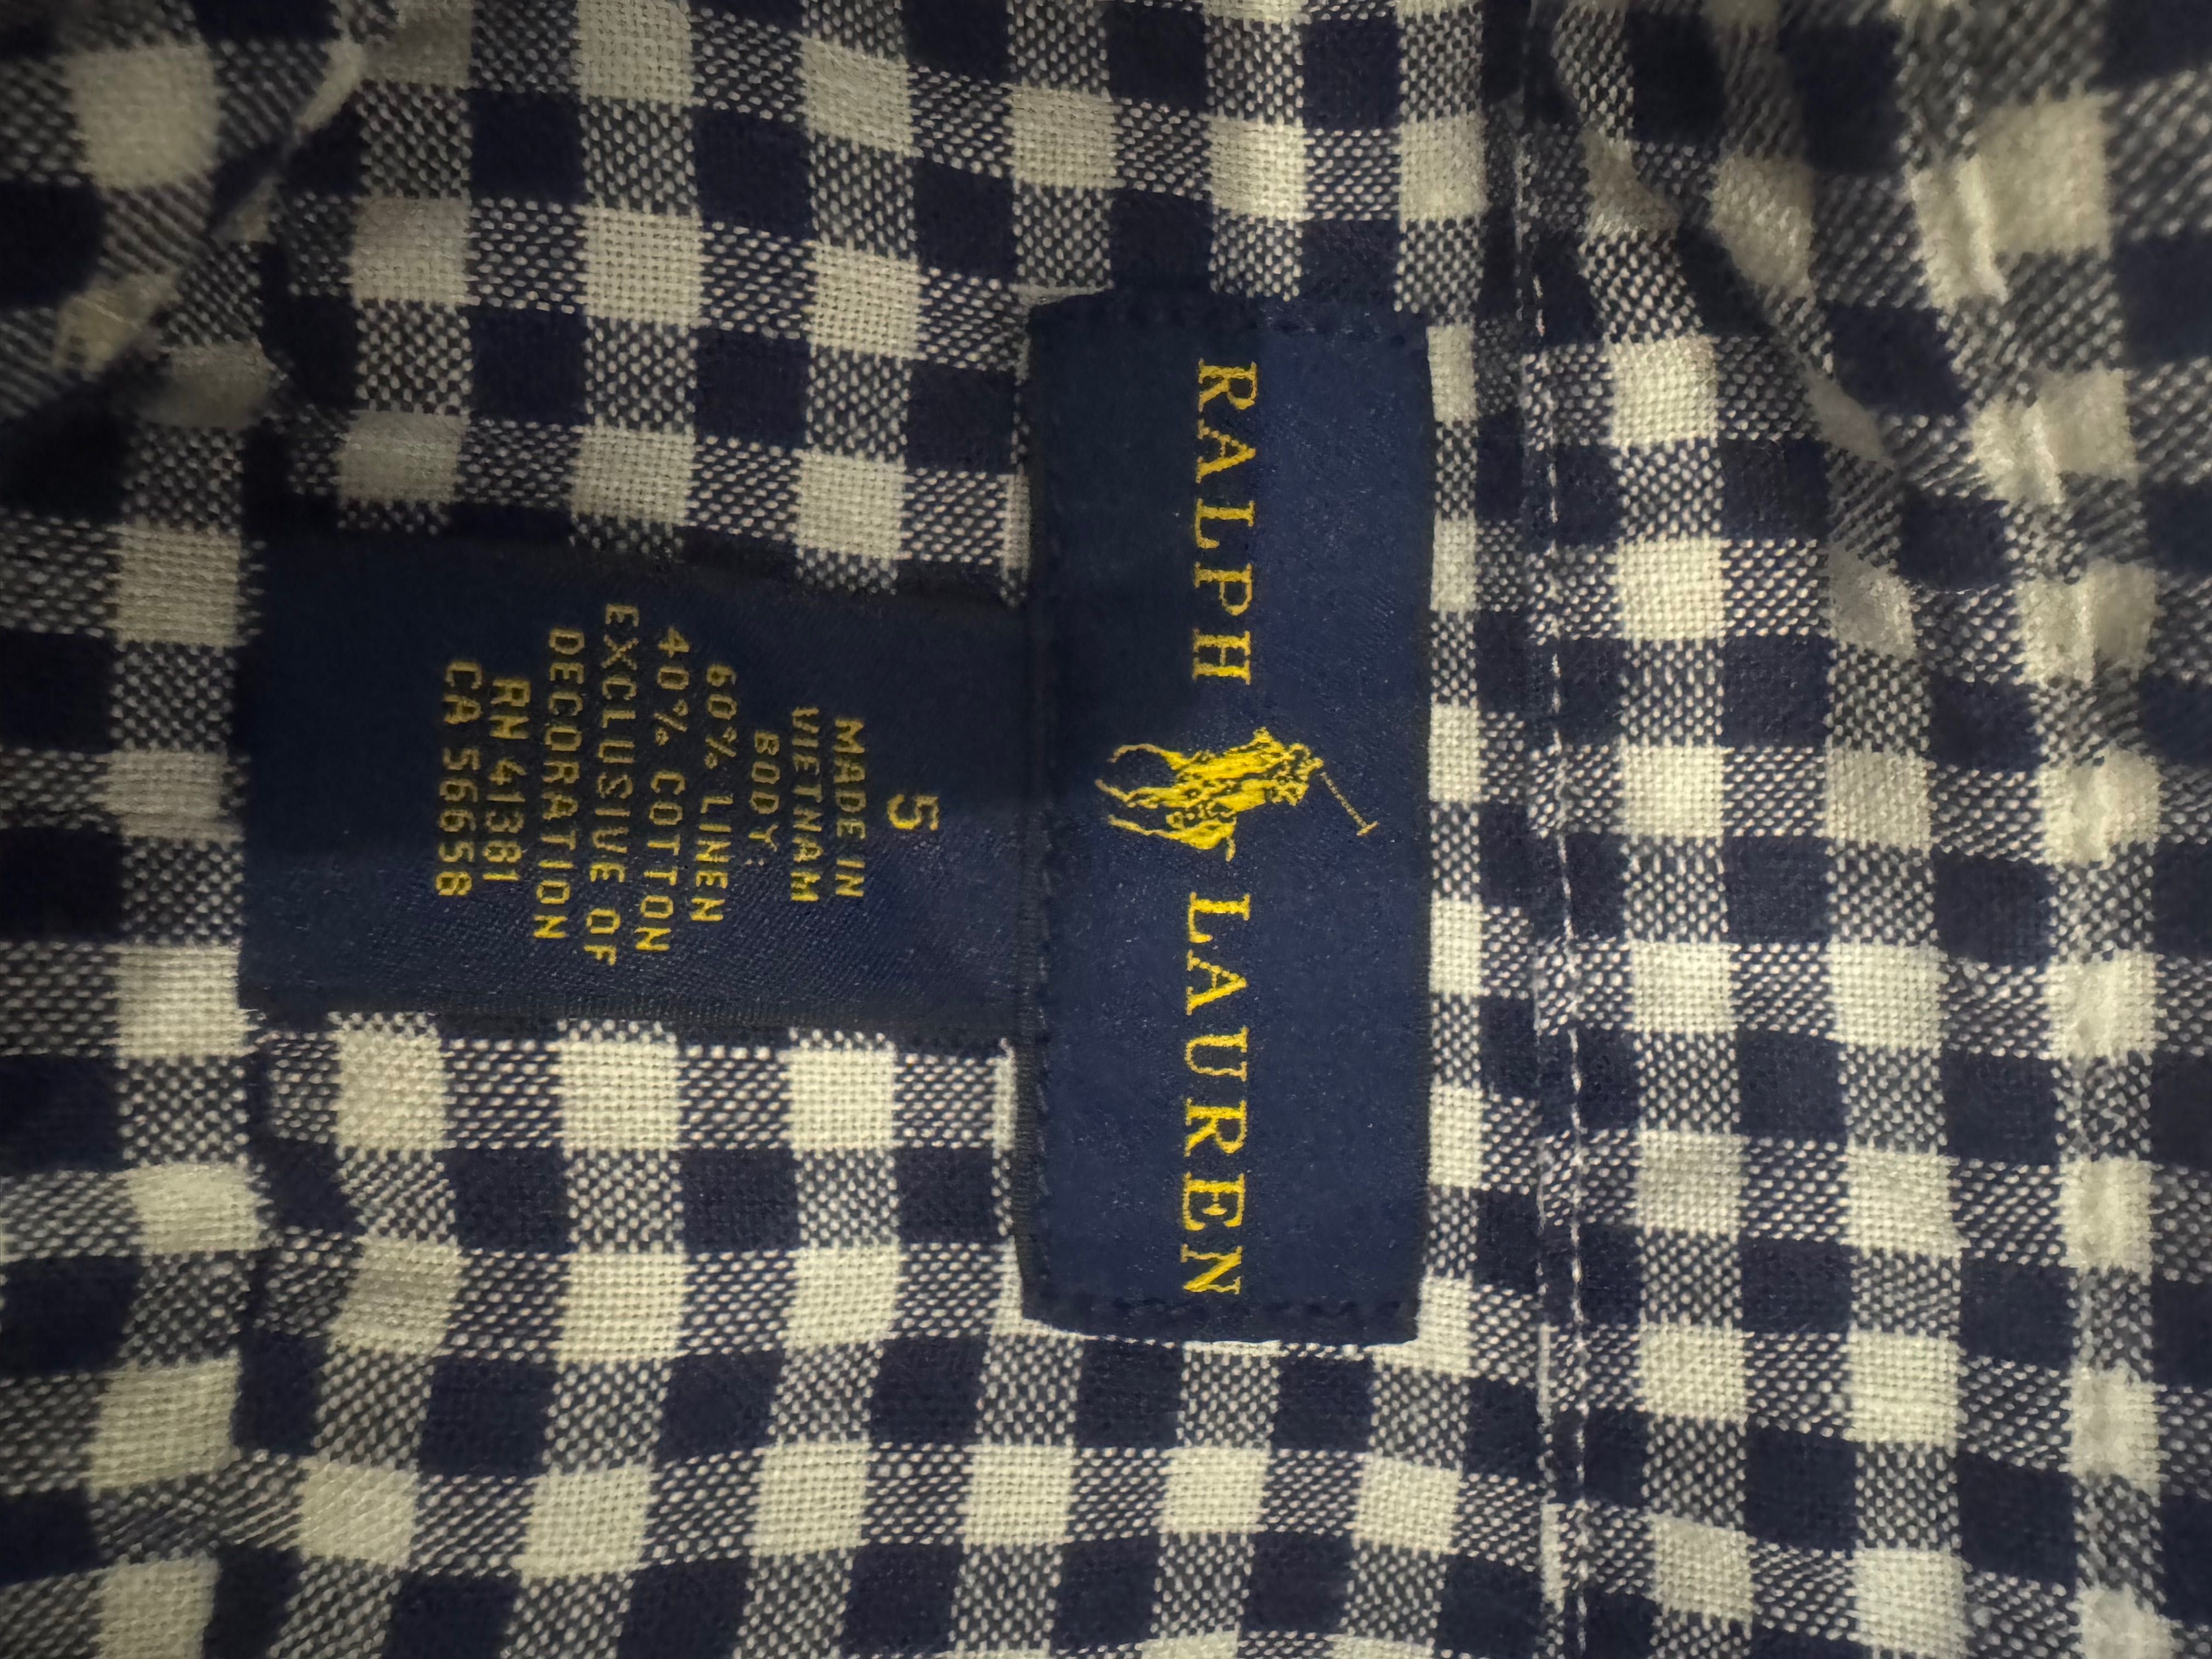 RALPH LAUREN
5
MADE IN
VIETNAM
BODY:
60% LINEN
40% COTTON
EXCLUSIVE OF
DECORATION
RN 41381
CA 56658